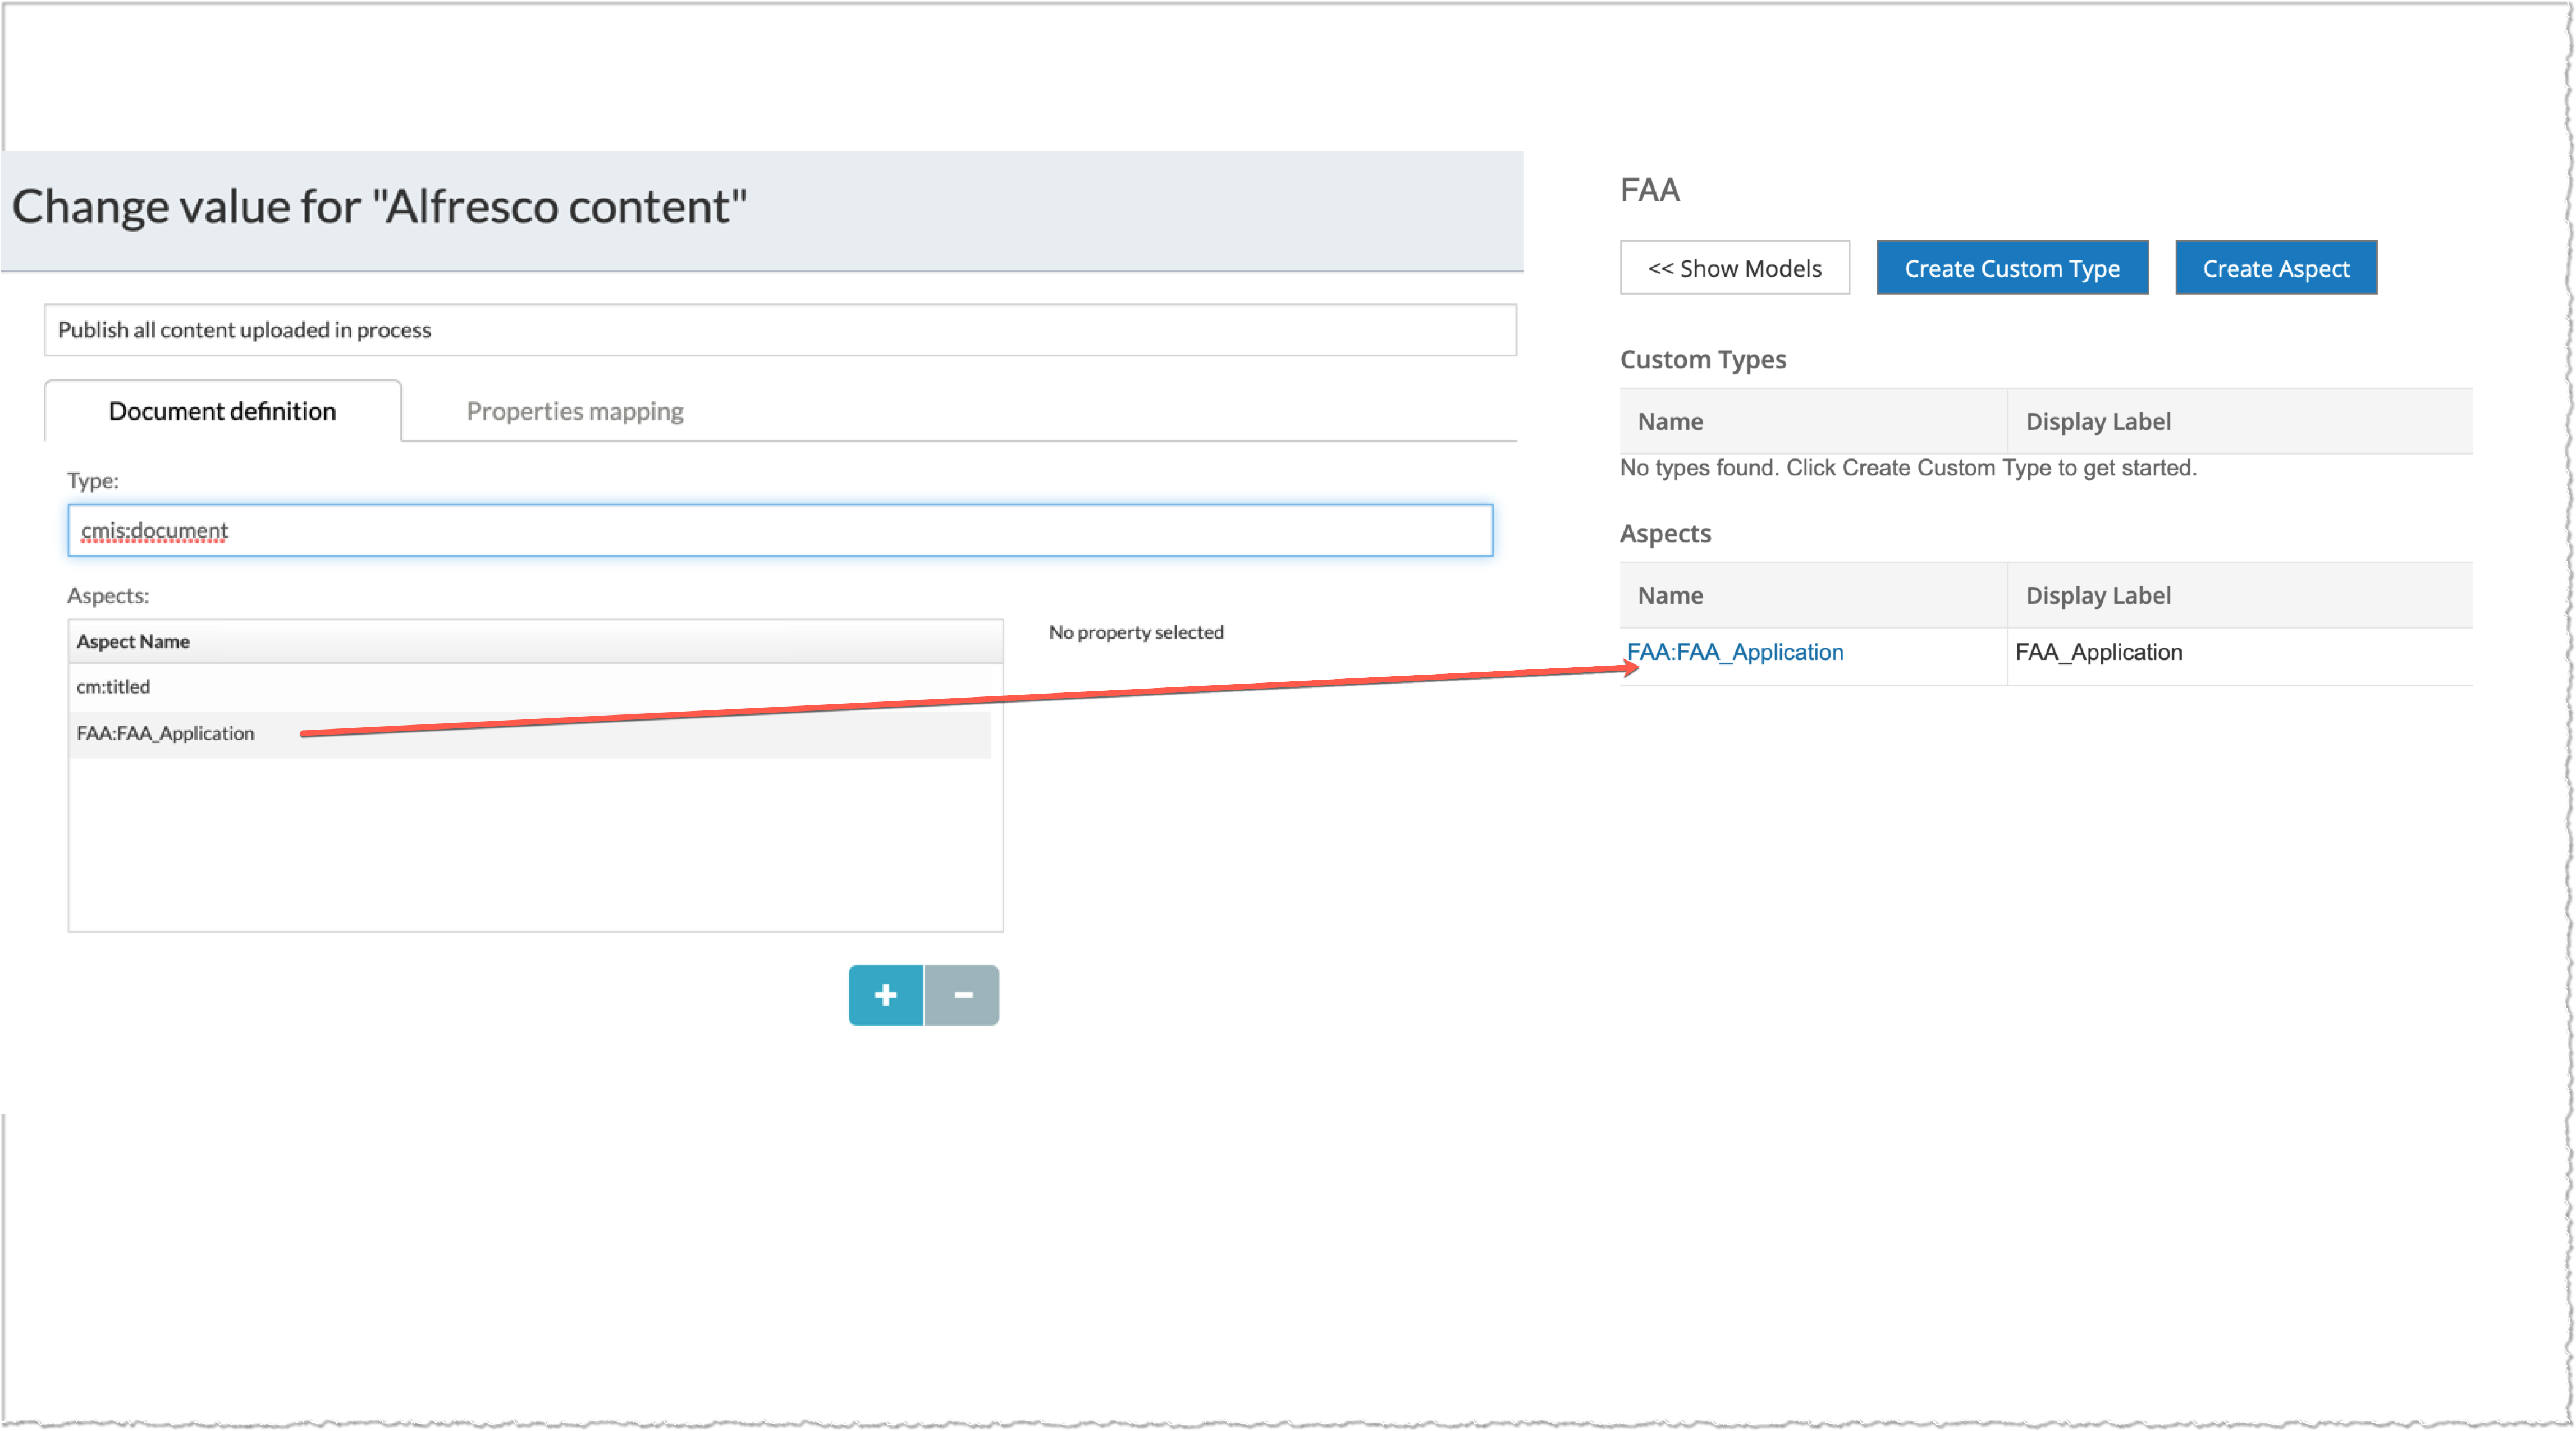 Change value for "Alfresco content"
Publish all content uploaded in process
Document definition
Properties mapping
Type:
cmis:document
Aspects:
Aspect Name
cm:titled
FAA:FAA_Application
No property selected
FAA
<< Show Models
Create Custom Type
Create Aspect
Custom Types
Name
Display Label
No types found. Click Create Custom Type to get started.
Aspects
Name
Display Label
FAA:FAA_Application
FAA_Application